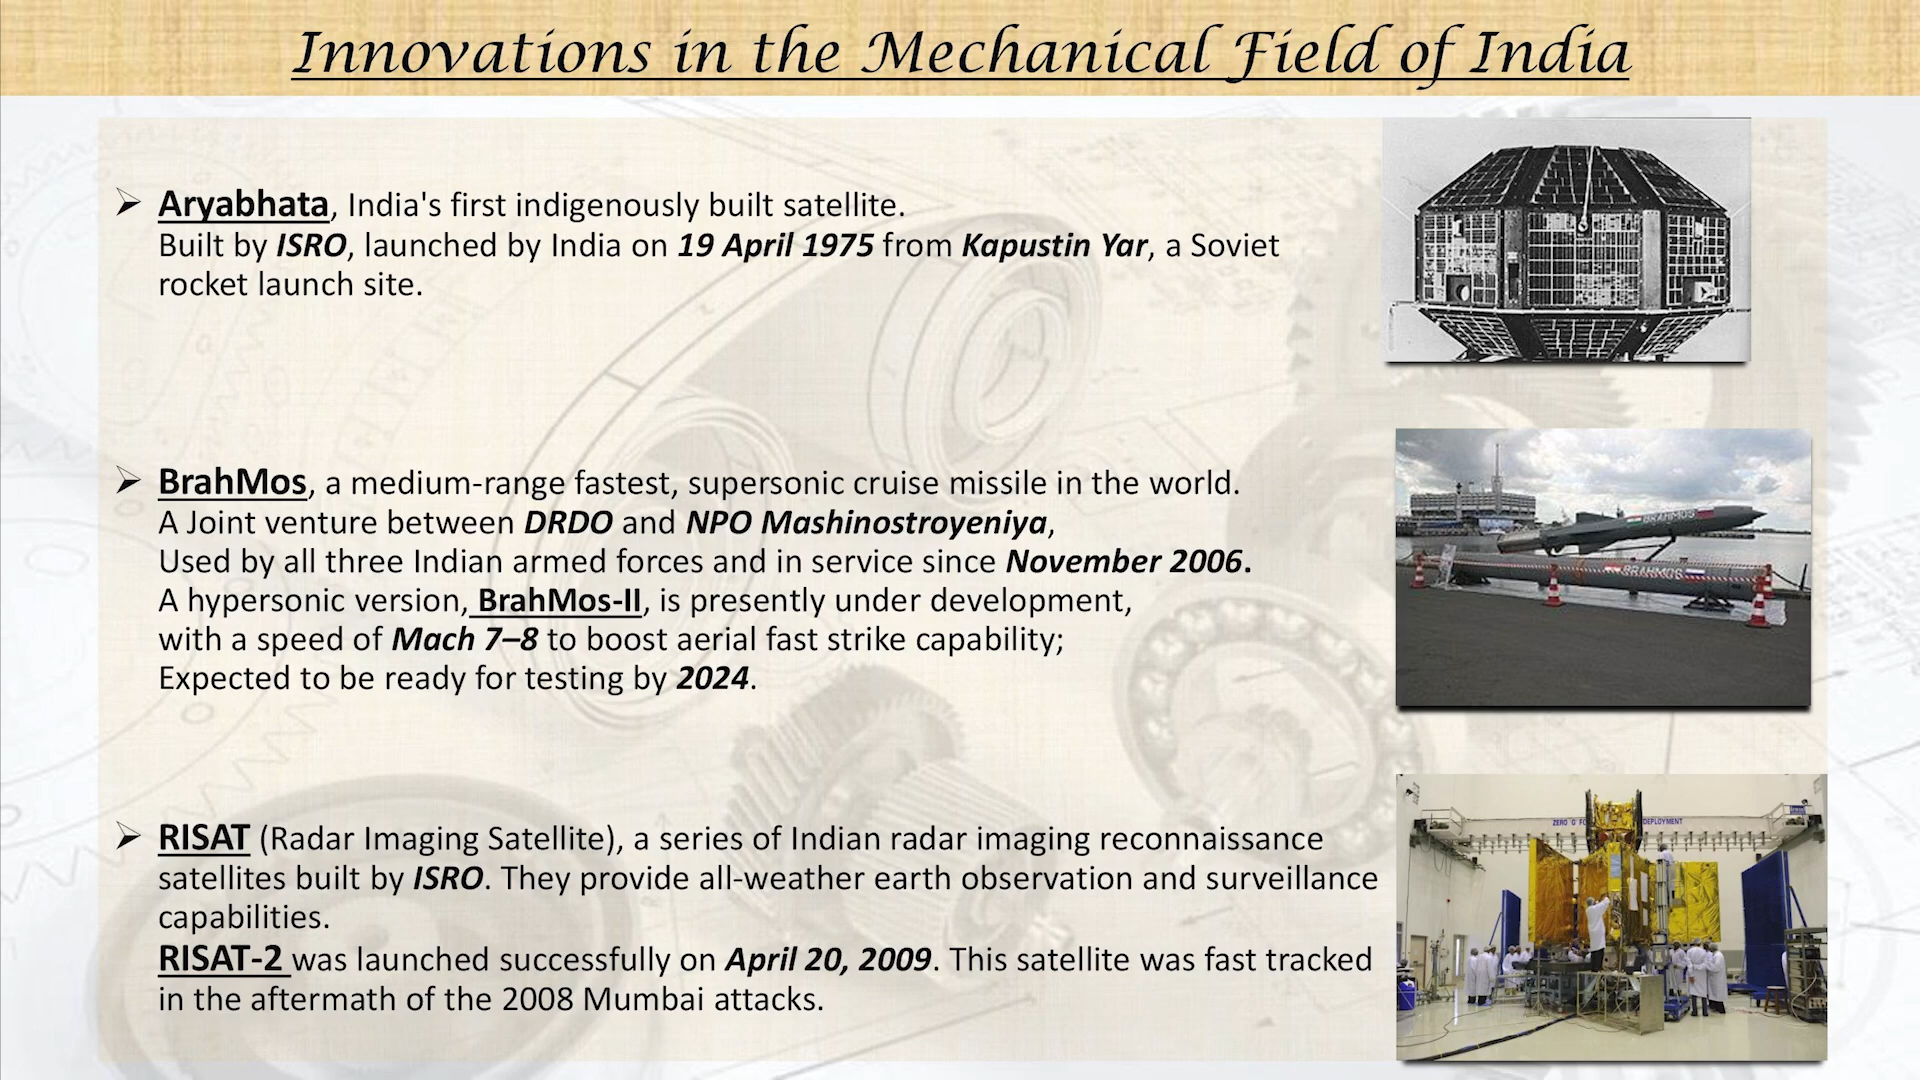 Innovations in the Mechanical Field of India
Aryabhata, India's first indigenously built satellite.
Built by ISRO, launched by India on 19 April 1975 from Kapustin Yar, a Soviet
rocket launch site.
BrahMos, a medium-range fastest, supersonic cruise missile in the world.
A Joint venture between DRDO and NPO Mashinostroyeniya,
Used by all three Indian armed forces and in service since November 2006.
A hypersonic version, BrahMos-II, is presently under development,
with a speed of Mach 7–8 to boost aerial fast strike capability;
Expected to be ready for testing by 2024.
BRAHMOS
BRAHMOS
RISAT (Radar Imaging Satellite), a series of Indian radar imaging reconnaissance
satellites built by ISRO. They provide all-weather earth observation and surveillance
capabilities.
RISAT-2 was launched successfully on April 20, 2009. This satellite was fast tracked
in the aftermath of the 2008 Mumbai attacks.
ZERO 'G' DEPLOYMENT